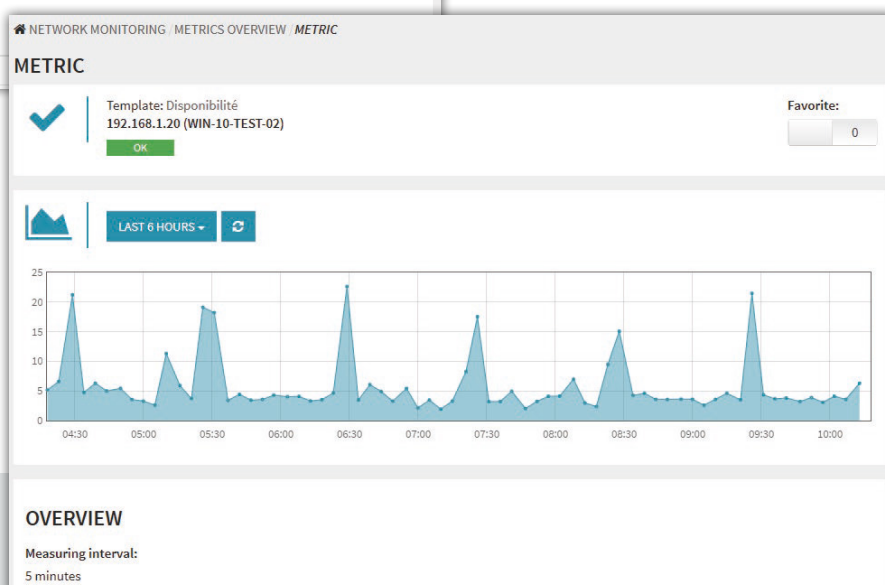 NETWORK MONITORING / METRICS OVERVIEW / METRIC
METRIC
Template: Disponibilité
192.168.1.20 (WIN-10-TEST-02)
OK
Favorite:
0
LAST 6 HOURS
25
20
15
10
5
0
04:30 05:00 05:30 06:00 06:30 07:00 07:30 08:00 08:30 09:00 09:30 10:00
OVERVIEW
Measuring interval:
5 minutes